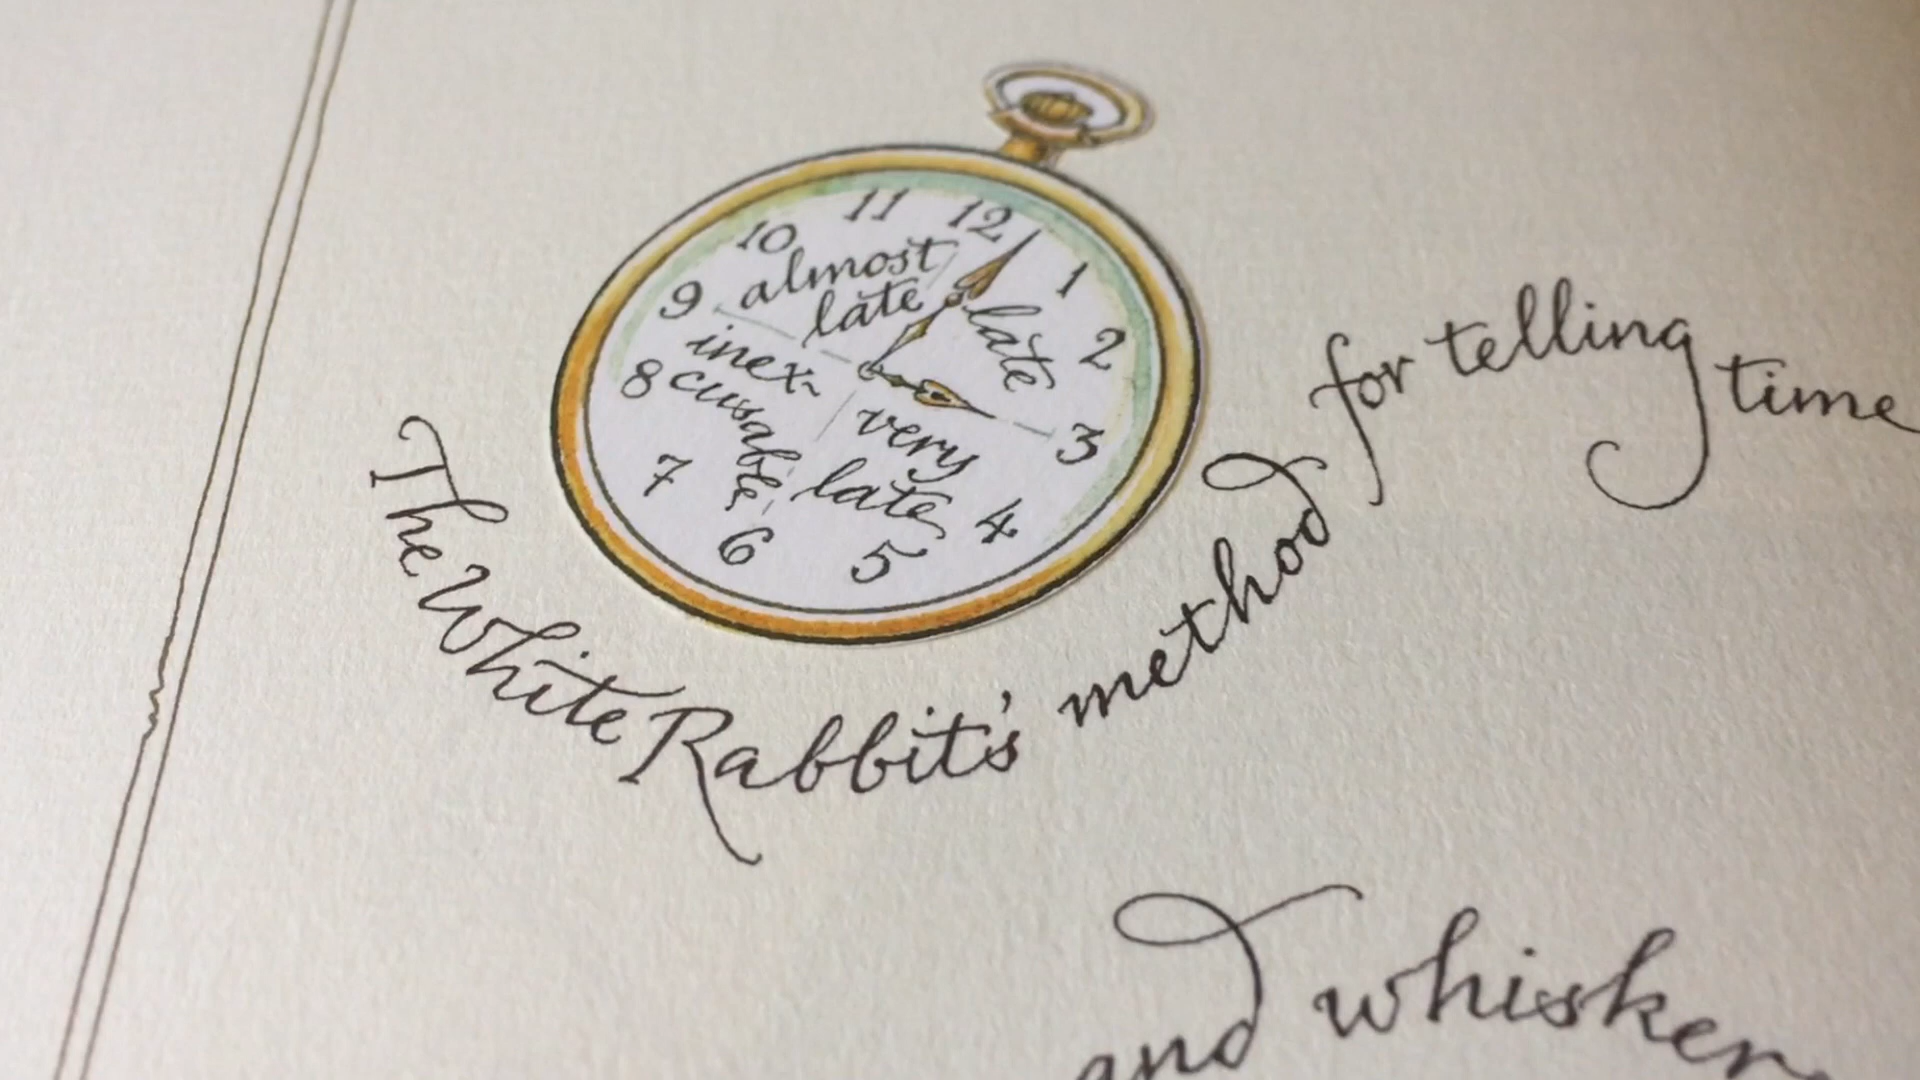 11 12
10 1
9 2
8 3
7 4
6 5
almost
late
late
very
late
inex-
cusable
The White Rabbit's method for telling time
and whisker